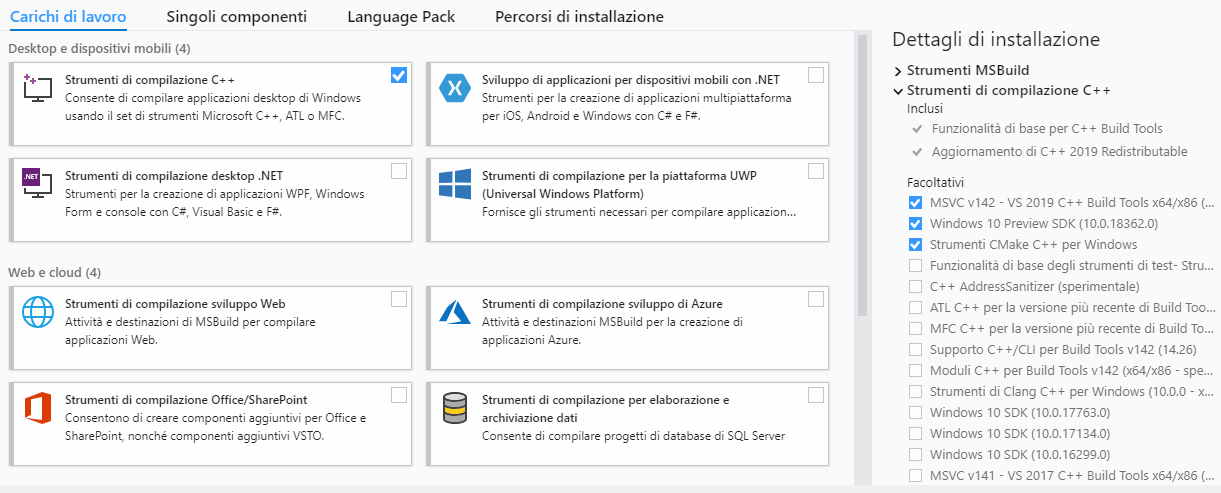 Carichi di lavoro
Singoli componenti
Language Pack
Percorsi di installazione
Desktop e dispositivi mobili (4)
Strumenti di compilazione C++
Consente di compilare applicazioni desktop di Windows
usando il set di strumenti Microsoft C++, ATL o MFC.
Sviluppo di applicazioni per dispositivi mobili con .NET
Strumenti per la creazione di applicazioni multipiattaforma
per iOS, Android e Windows con C# e F#.
.NET
Strumenti di compilazione desktop .NET
Strumenti per la creazione di applicazioni WPF, Windows
Form e console con C#, Visual Basic e F#.
Strumenti di compilazione per la piattaforma UWP
(Universal Windows Platform)
Fornisce gli strumenti necessari per compilare applicazion...
Web e cloud (4)
Strumenti di compilazione sviluppo Web
Attività e destinazioni di MSBuild per compilare
applicazioni Web.
Strumenti di compilazione sviluppo di Azure
Attività e destinazioni MSBuild per la creazione di
applicazioni Azure.
Strumenti di compilazione Office/SharePoint
Consentono di creare componenti aggiuntivi per Office e
SharePoint, nonché componenti aggiuntivi VSTO.
Strumenti di compilazione per elaborazione e
archiviazione dati
Consente di compilare progetti di database di SQL Server
Dettagli di installazione
Strumenti MSBuild
Strumenti di compilazione C++
Inclusi
Funzionalità di base per C++ Build Tools
Aggiornamento di C++ 2019 Redistributable
Facoltativi
MSVC v142 - VS 2019 C++ Build Tools x64/x86 (...
Windows 10 Preview SDK (10.0.18362.0)
Strumenti CMake C++ per Windows
Funzionalità di base degli strumenti di test- Stru...
C++ AddressSanitizer (sperimentale)
ATL C++ per la versione più recente di Build Too...
MFC C++ per la versione più recente di Build To...
Supporto C++/CLI per Build Tools v142 (14.26)
Moduli C++ per Build Tools v142 (x64/x86 - spe...
Strumenti di Clang C++ per Windows (10.0.0 - x...
Windows 10 SDK (10.0.17763.0)
Windows 10 SDK (10.0.17134.0)
Windows 10 SDK (10.0.16299.0)
MSVC v141 - VS 2017 C++ Build Tools x64/x86 (...